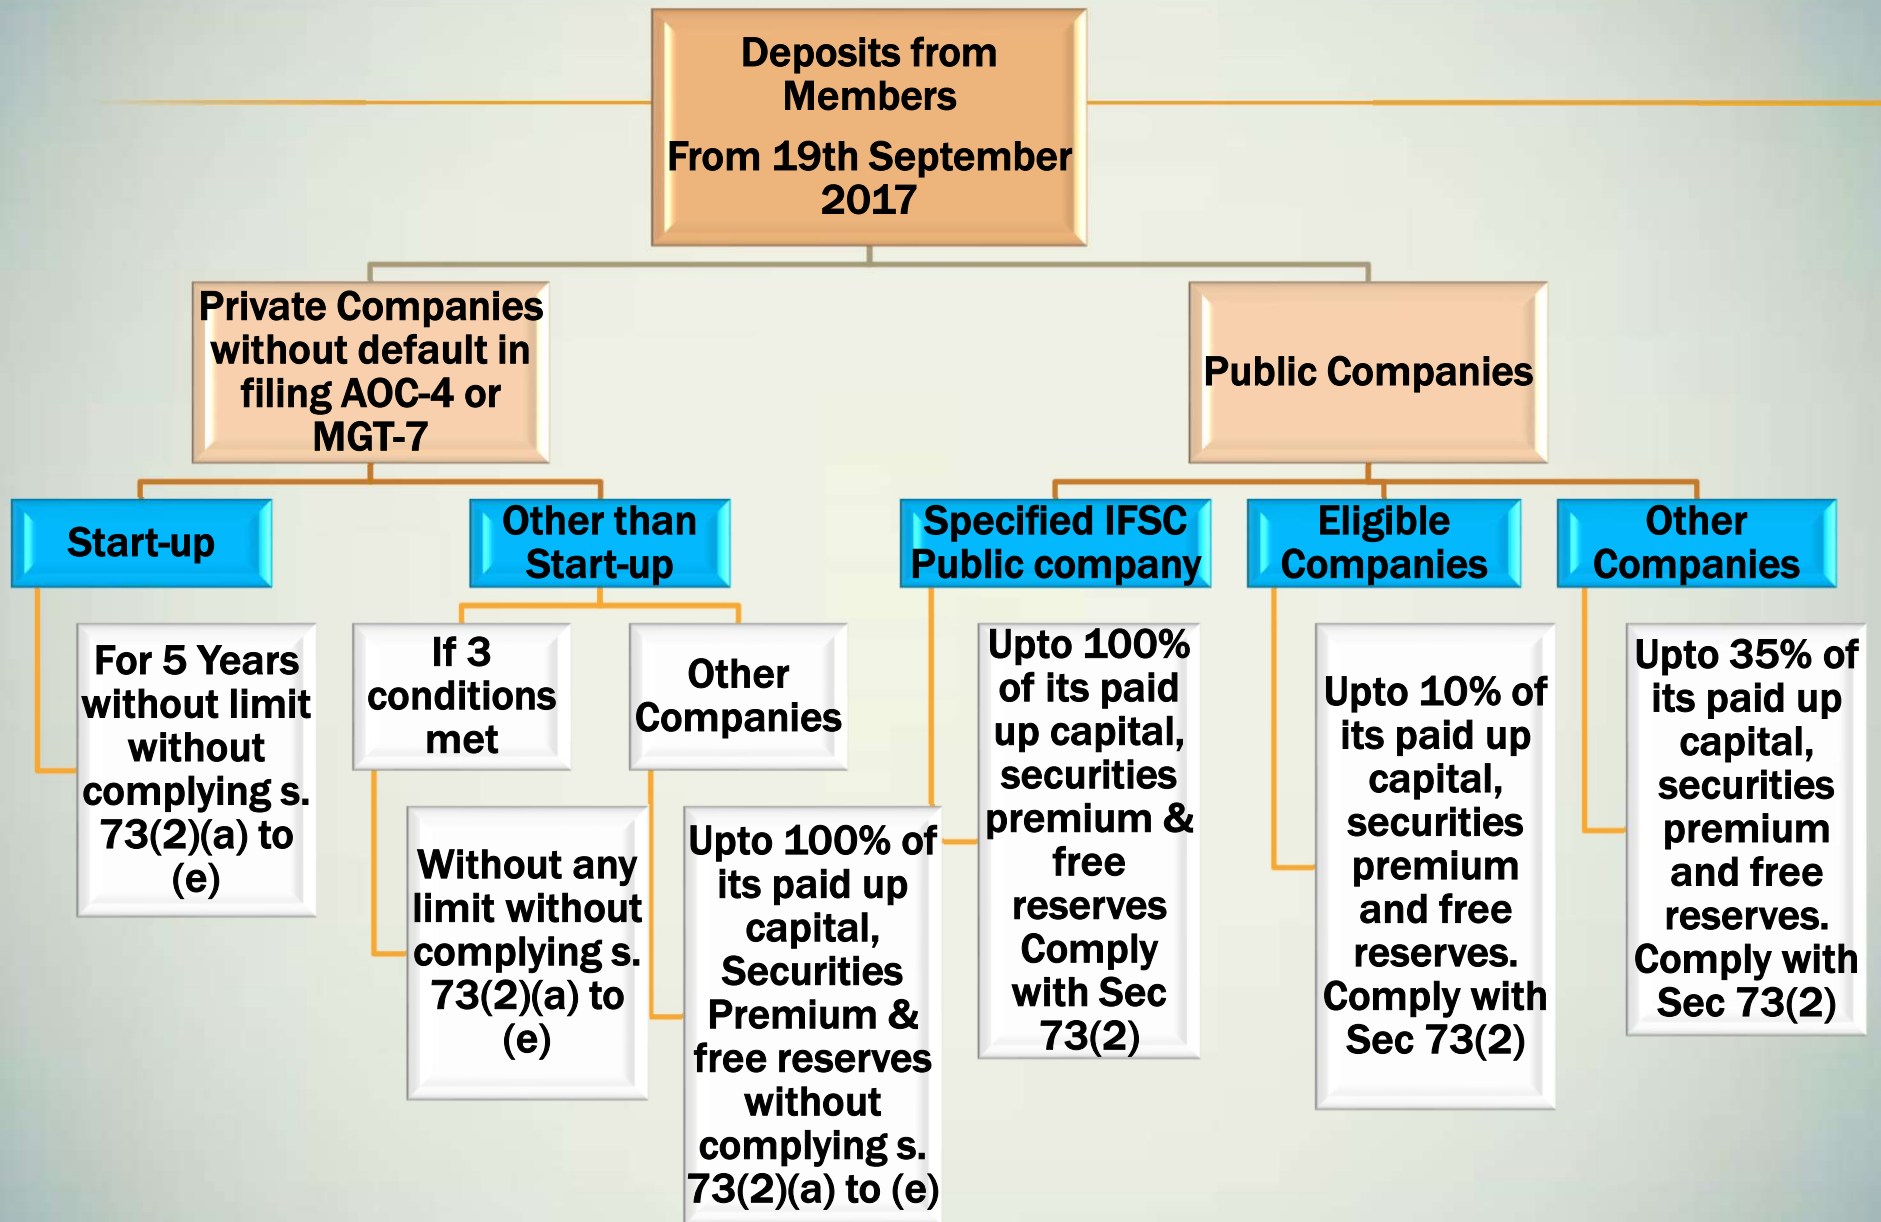 Deposits from
Members
From 19th September
2017
Private Companies
without default in
filing AOC-4 or
MGT-7
Public Companies
Start-up
Other than
Start-up
Specified IFSC
Public company
Eligible
Companies
Other
Companies
For 5 Years
without limit
without
complying s.
73(2)(a) to
(e)
If 3
conditions
met
Other
Companies
Without any
limit without
complying s.
73(2)(a) to
(e)
Upto 100% of
its paid up
capital,
Securities
Premium &
free reserves
without
complying s.
73(2)(a) to (e)
Upto 100%
of its paid
up capital,
securities
premium &
free
reserves
Comply
with Sec
73(2)
Upto 10% of
its paid up
capital,
securities
premium
and free
reserves.
Comply with
Sec 73(2)
Upto 35% of
its paid up
capital,
securities
premium
and free
reserves.
Comply with
Sec 73(2)